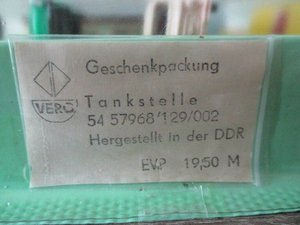 Geschenkpackung
VERO
Tankstelle
54 57968/129/002
Hergestellt in der DDR
EVP 19,50 M